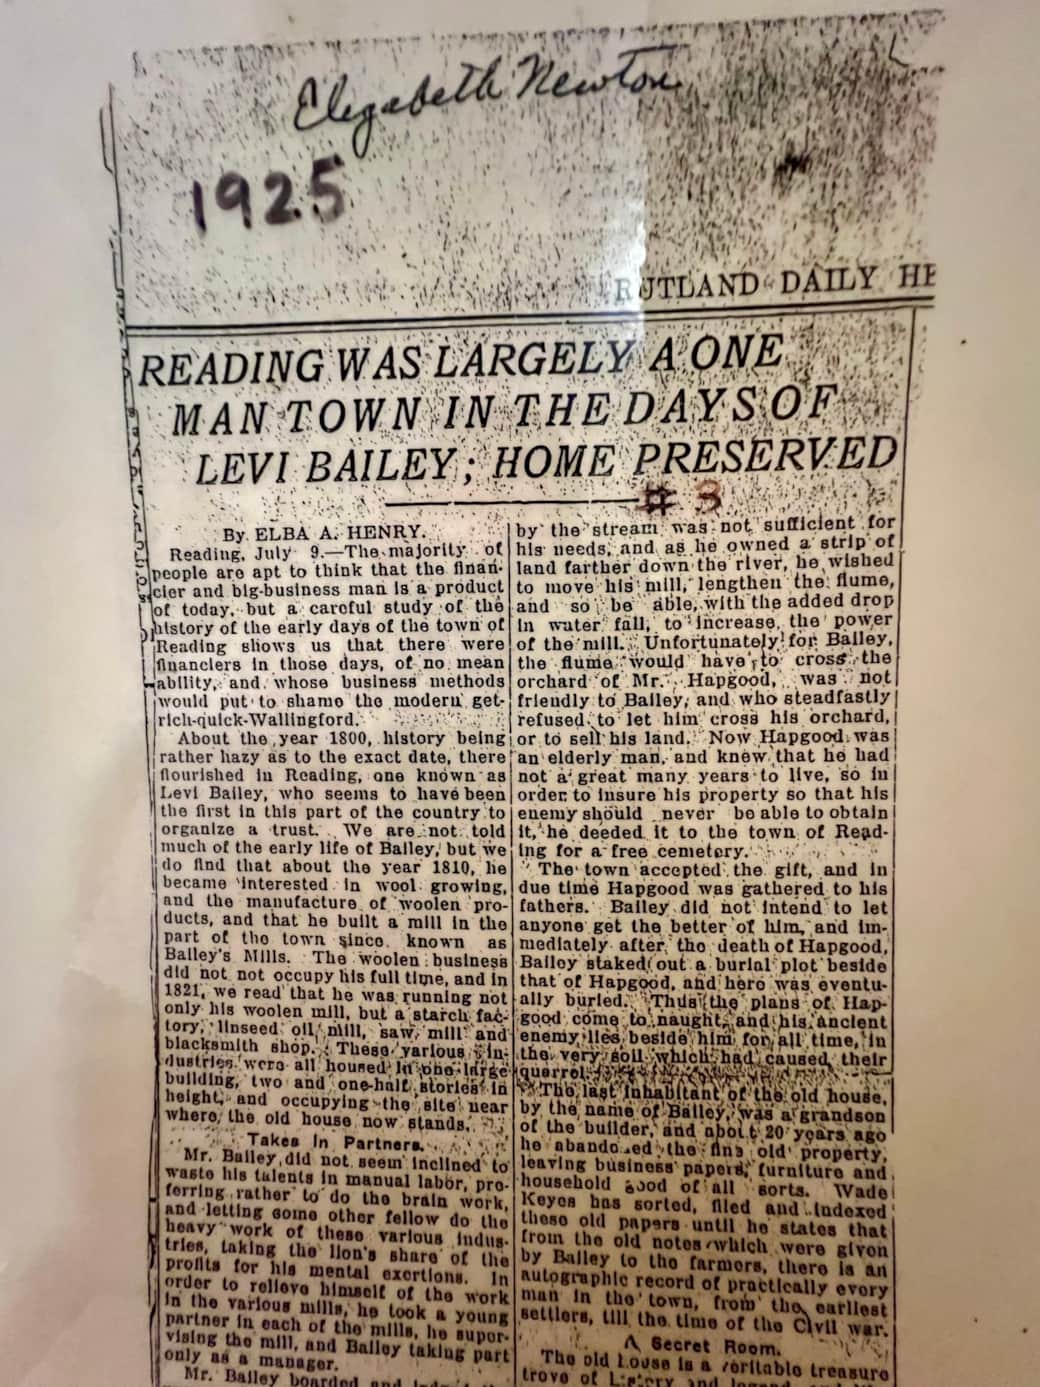 Elizabeth Newton
1925
RUTLAND DAILY HE
READING WAS LARGELY A ONE
MAN TOWN IN THE DAYS OF
LEVI BAILEY; HOME PRESERVED
# 3
By ELBA A. HENRY.
Reading, July 9.—The majority of
people are apt to think that the finan-
cier and big-business man is a product
of today, but a careful study of the
history of the early days of the town of
Reading shows us that there were
financiers in those days, of no mean
ability, and whose business methods
would put to shame the modern get-
rich-quick-Wallingford.
About the year 1800, history being
rather hazy as to the exact date, there
flourished in Reading, one known as
Levi Bailey, who seems to have been
the first in this part of the country to
organize a trust. We are not told
much of the early life of Bailey, but we
do find that about the year 1810, he
became interested in wool growing,
and the manufacture of woolen pro-
ducts, and that he built a mill in the
part of the town since known as
Bailey's Mills. The woolen business
did not not occupy his full time, and in
1821, we read that he was running not
only his woolen mill, but a starch fac-
tory, linseed oil mill, saw mill and
blacksmith shop. These various in-
dustries were all housed in one large
building, two and one-half stories in
height, and occupying the site near
where the old house now stands.
Takes in Partners.
Mr. Bailey did not seem inclined to
waste his talents in manual labor, pre-
ferring rather to do the brain work,
and letting some other fellow do the
heavy work of these various indus-
tries, taking the lion's share of the
profits for his mental exertions. In
order to relieve himself of the work
in the various mills, he took a young
partner in each of the mills, he super-
vising the mill, and Bailey taking part
only as a manager.
Mr. Bailey boarded and
by the stream was not sufficient for
his needs, and as he owned a strip of
land farther down the river, he wished
to move his mill, lengthen the flume,
and so be able, with the added drop
in water fall, to increase the power
of the mill. Unfortunately for Bailey,
the flume would have to cross the
orchard of Mr. Hapgood, was not
friendly to Bailey, and who steadfastly
refused to let him cross his orchard,
or to sell his land. Now Hapgood was
an elderly man, and knew that he had
not a great many years to live, so in
order to insure his property so that his
enemy should never be able to obtain
it, he deeded it to the town of Read-
ing for a free cemetery.
The town accepted the gift, and in
due time Hapgood was gathered to his
fathers. Bailey did not intend to let
anyone get the better of him, and im-
mediately after the death of Hapgood,
Bailey staked out a burial plot beside
that of Hapgood, and here was eventu-
ally buried. Thus the plans of Hap-
good come to naught, and his ancient
enemy lies beside him for all time, in
the very soil which had caused their
quarrel.
The last inhabitant of the old house,
by the name of Bailey, was a grandson
of the builder, and about 20 years ago
he abandoned the fine old property,
leaving business papers, furniture and
household good of all sorts. Wade
Keyes has sorted, filed and indexed
these old papers until he states that
from the old notes which were given
by Bailey to the farmers, there is an
autographic record of practically every
man in the town, from the earliest
settlers, till the time of the Civil war.
A Secret Room.
The old house is a veritable treasure
trove of history and legend